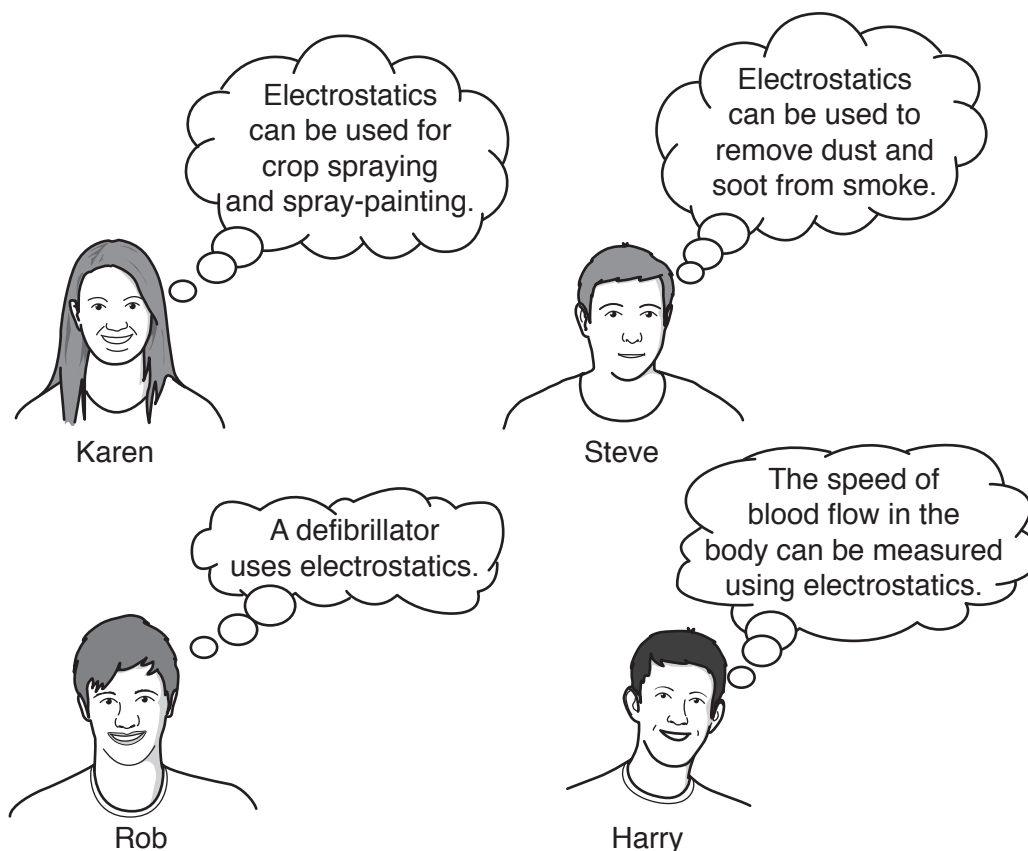 Electrostatics
can be used for
crop spraying
and spray-painting.
Karen
Electrostatics
can be used to
remove dust and
soot from smoke.
Steve
A defibrillator
uses electrostatics.
Rob
The speed of
blood flow in the
body can be measured
using electrostatics.
Harry